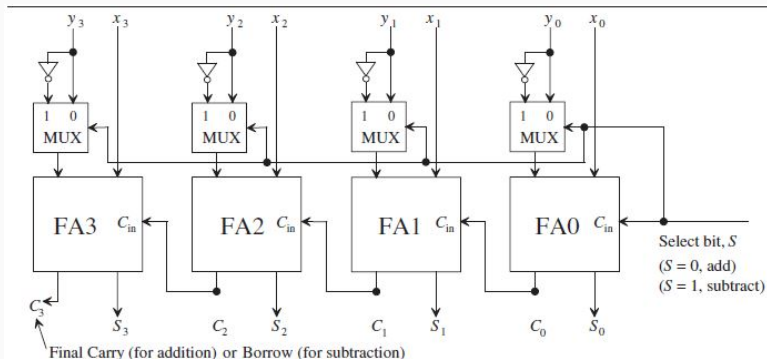 y3 x3 y2 x2 y1 x1 y0 x0
1 0 1 0 1 0 1 0
MUX MUX MUX MUX
FA3 Cin FA2 Cin FA1 Cin FA0 Cin
Select bit, S
(S = 0, add)
(S = 1, subtract)
C3 S3 C2 S2 C1 S1 C0 S0
Final Carry (for addition) or Borrow (for subtraction)